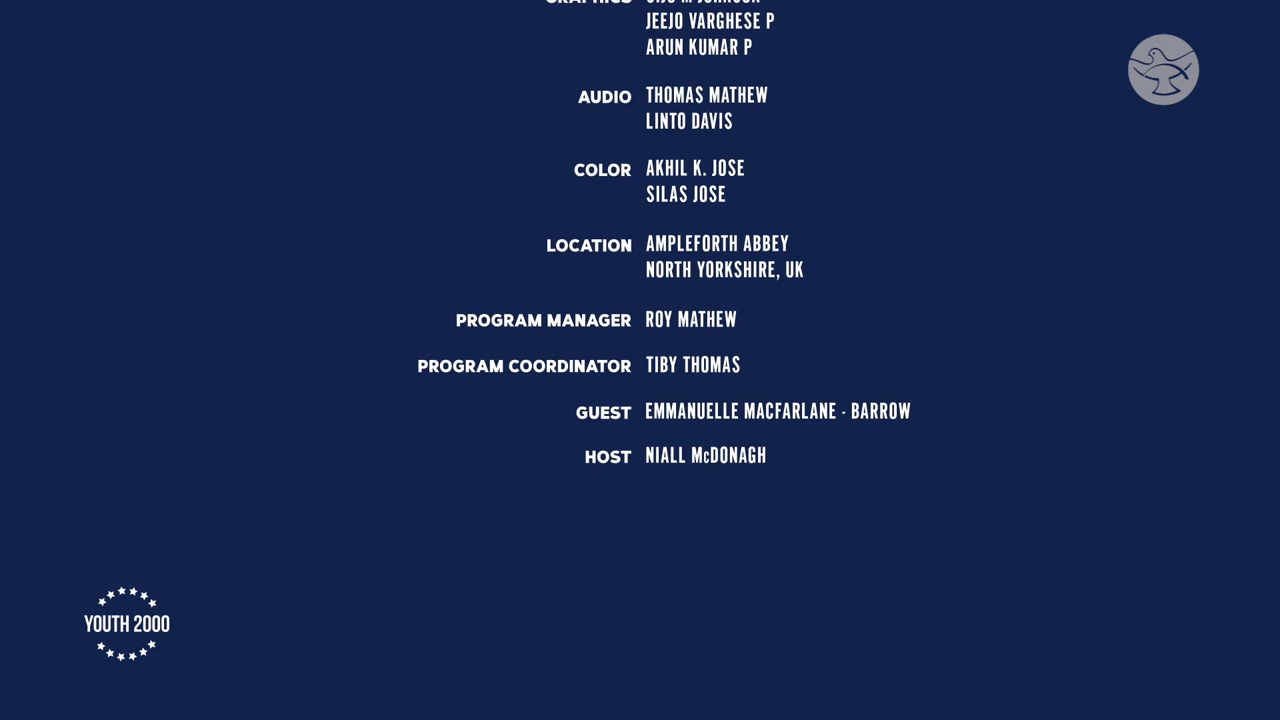 JEEJO VARGHESE P
ARUN KUMAR P
AUDIO THOMAS MATHEW
LINTO DAVIS
COLOR AKHIL K. JOSE
SILAS JOSE
LOCATION AMPLEFORTH ABBEY
NORTH YORKSHIRE, UK
PROGRAM MANAGER ROY MATHEW
PROGRAM COORDINATOR TIBY THOMAS
GUEST EMMANUELLE MACFARLANE - BARROW
HOST NIALL McDONAGH
YOUTH 2000